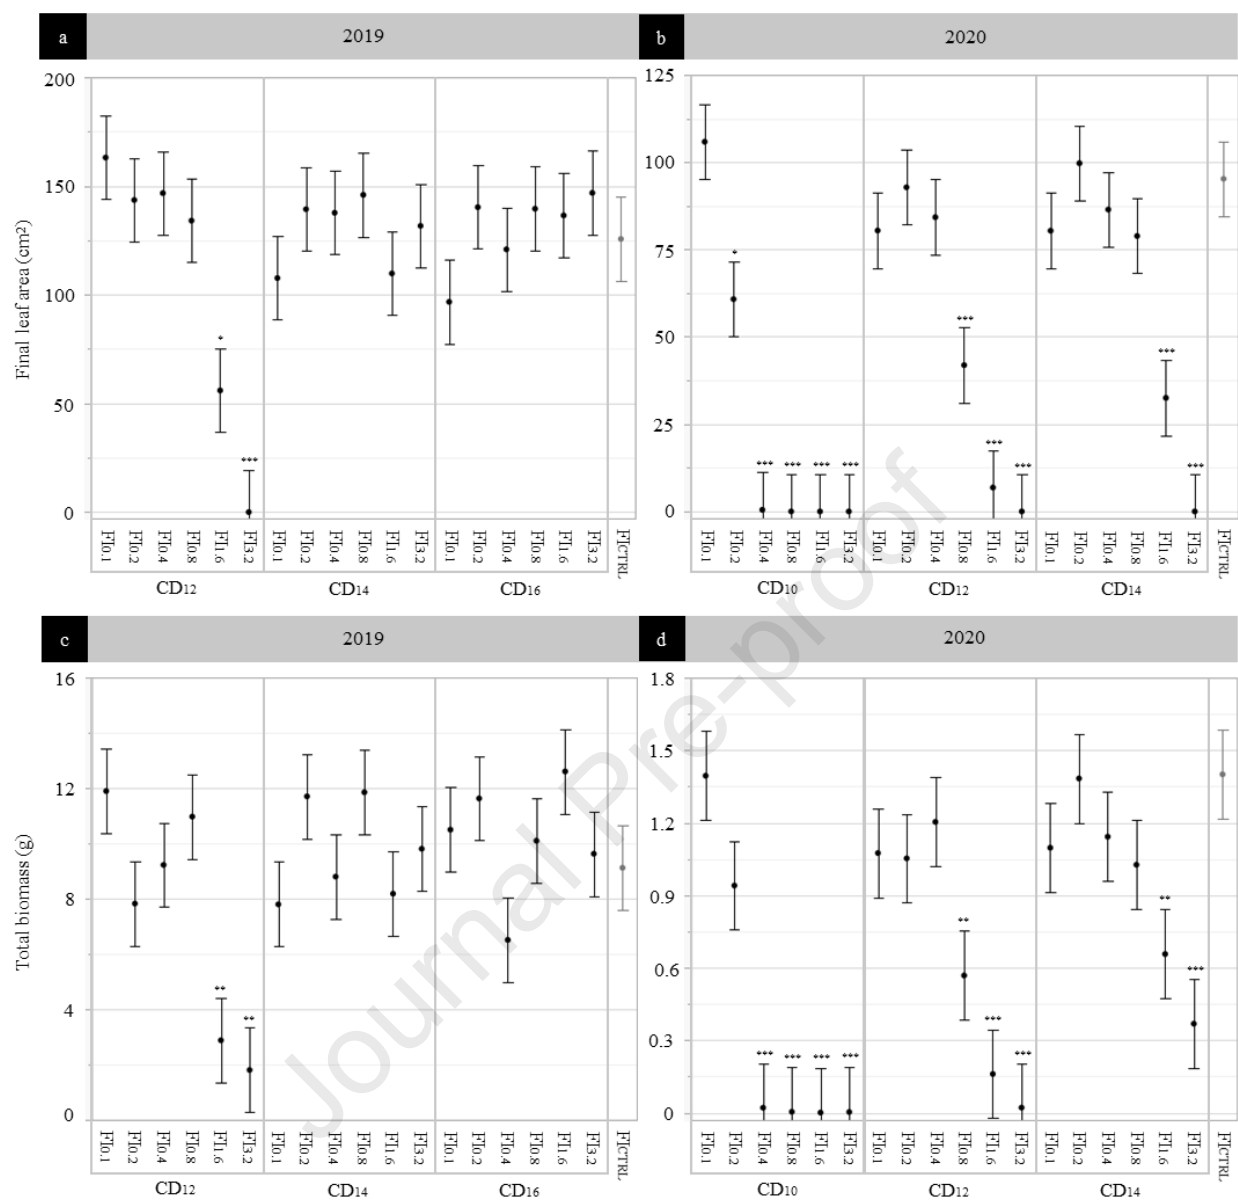 a 2019 b 2020
Final leaf area (cm²)
200
150
100
50
0
*
***
FI0.1 FI0.2 FI0.4 FI0.8 FI1.6 FI3.2 FI0.1 FI0.2 FI0.4 FI0.8 FI1.6 FI3.2 FI0.1 FI0.2 FI0.4 FI0.8 FI1.6 FI3.2 FICTRL
CD12 CD14 CD16
125
100
75
50
25
0
*
*** *** *** ***
*** *** ***
*** ***
FI0.1 FI0.2 FI0.4 FI0.8 FI1.6 FI3.2 FI0.1 FI0.2 FI0.4 FI0.8 FI1.6 FI3.2 FI0.1 FI0.2 FI0.4 FI0.8 FI1.6 FI3.2 FICTRL
CD10 CD12 CD14
c 2019 d 2020
Total biomass (g)
16
12
8
4
0
** **
FI0.1 FI0.2 FI0.4 FI0.8 FI1.6 FI3.2 FI0.1 FI0.2 FI0.4 FI0.8 FI1.6 FI3.2 FI0.1 FI0.2 FI0.4 FI0.8 FI1.6 FI3.2 FICTRL
CD12 CD14 CD16
1.8
1.5
1.2
0.9
0.6
0.3
0
*** *** *** ***
** *** ***
** ***
FI0.1 FI0.2 FI0.4 FI0.8 FI1.6 FI3.2 FI0.1 FI0.2 FI0.4 FI0.8 FI1.6 FI3.2 FI0.1 FI0.2 FI0.4 FI0.8 FI1.6 FI3.2 FICTRL
CD10 CD12 CD14
Journal Pre-proof